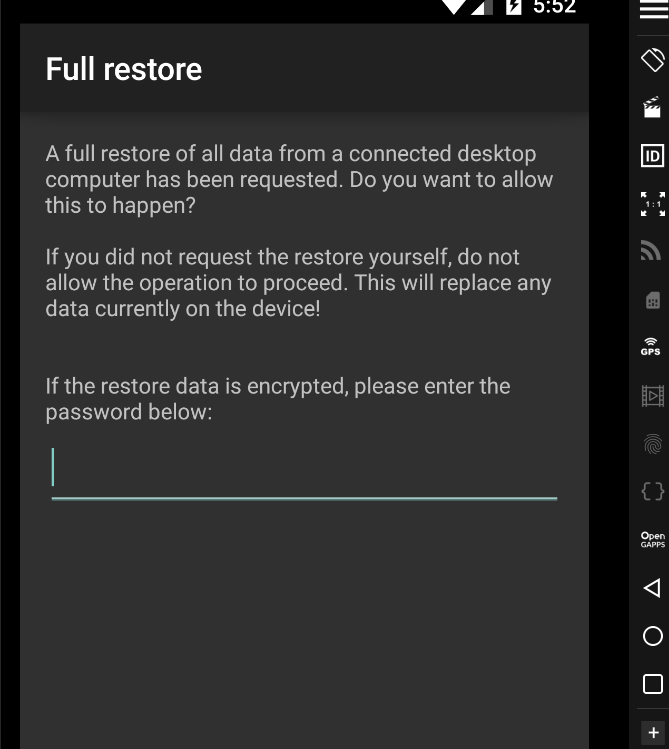 5:52
Full restore
A full restore of all data from a connected desktop
computer has been requested. Do you want to allow
this to happen?
If you did not request the restore yourself, do not
allow the operation to proceed. This will replace any
data currently on the device!
If the restore data is encrypted, please enter the
password below:
ID
1:1
GPS
Open
GAPPS